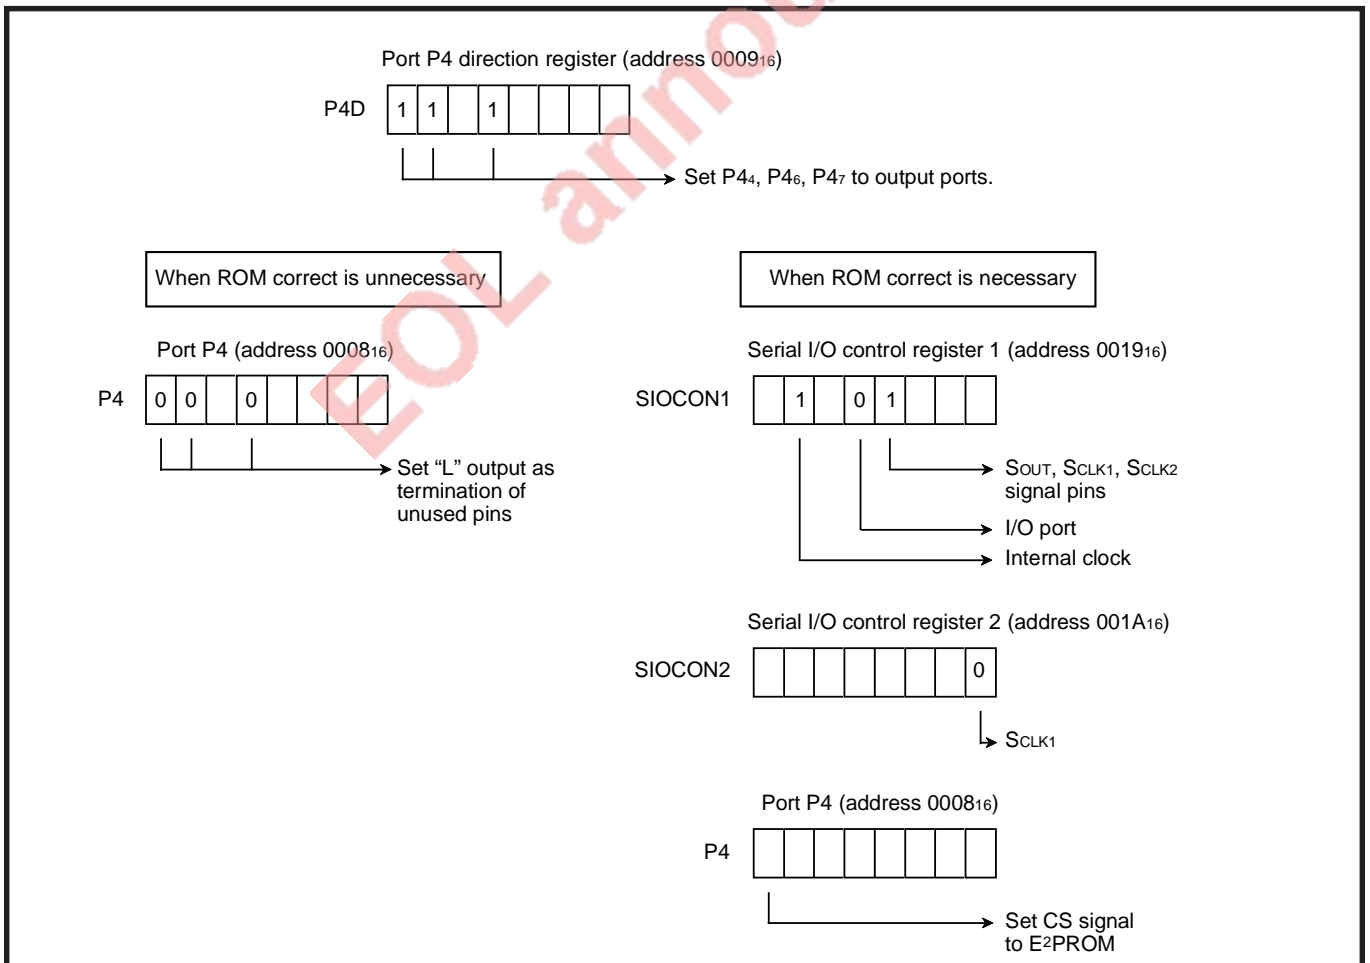 EOL annou
Port P4 direction register (address 0009₁₆)
P4D 1 1 1
Set P4₄, P4₆, P4₇ to output ports.
When ROM correct is unnecessary
Port P4 (address 0008₁₆)
P4 0 0 0
Set “L” output as
termination of
unused pins
When ROM correct is necessary
Serial I/O control register 1 (address 0019₁₆)
SIOCON1 1 0 1
SOUT, SCLK1, SCLK2
signal pins
I/O port
Internal clock
Serial I/O control register 2 (address 001A₁₆)
SIOCON2 0
SCLK1
Port P4 (address 0008₁₆)
P4
Set CS signal
to E²PROM